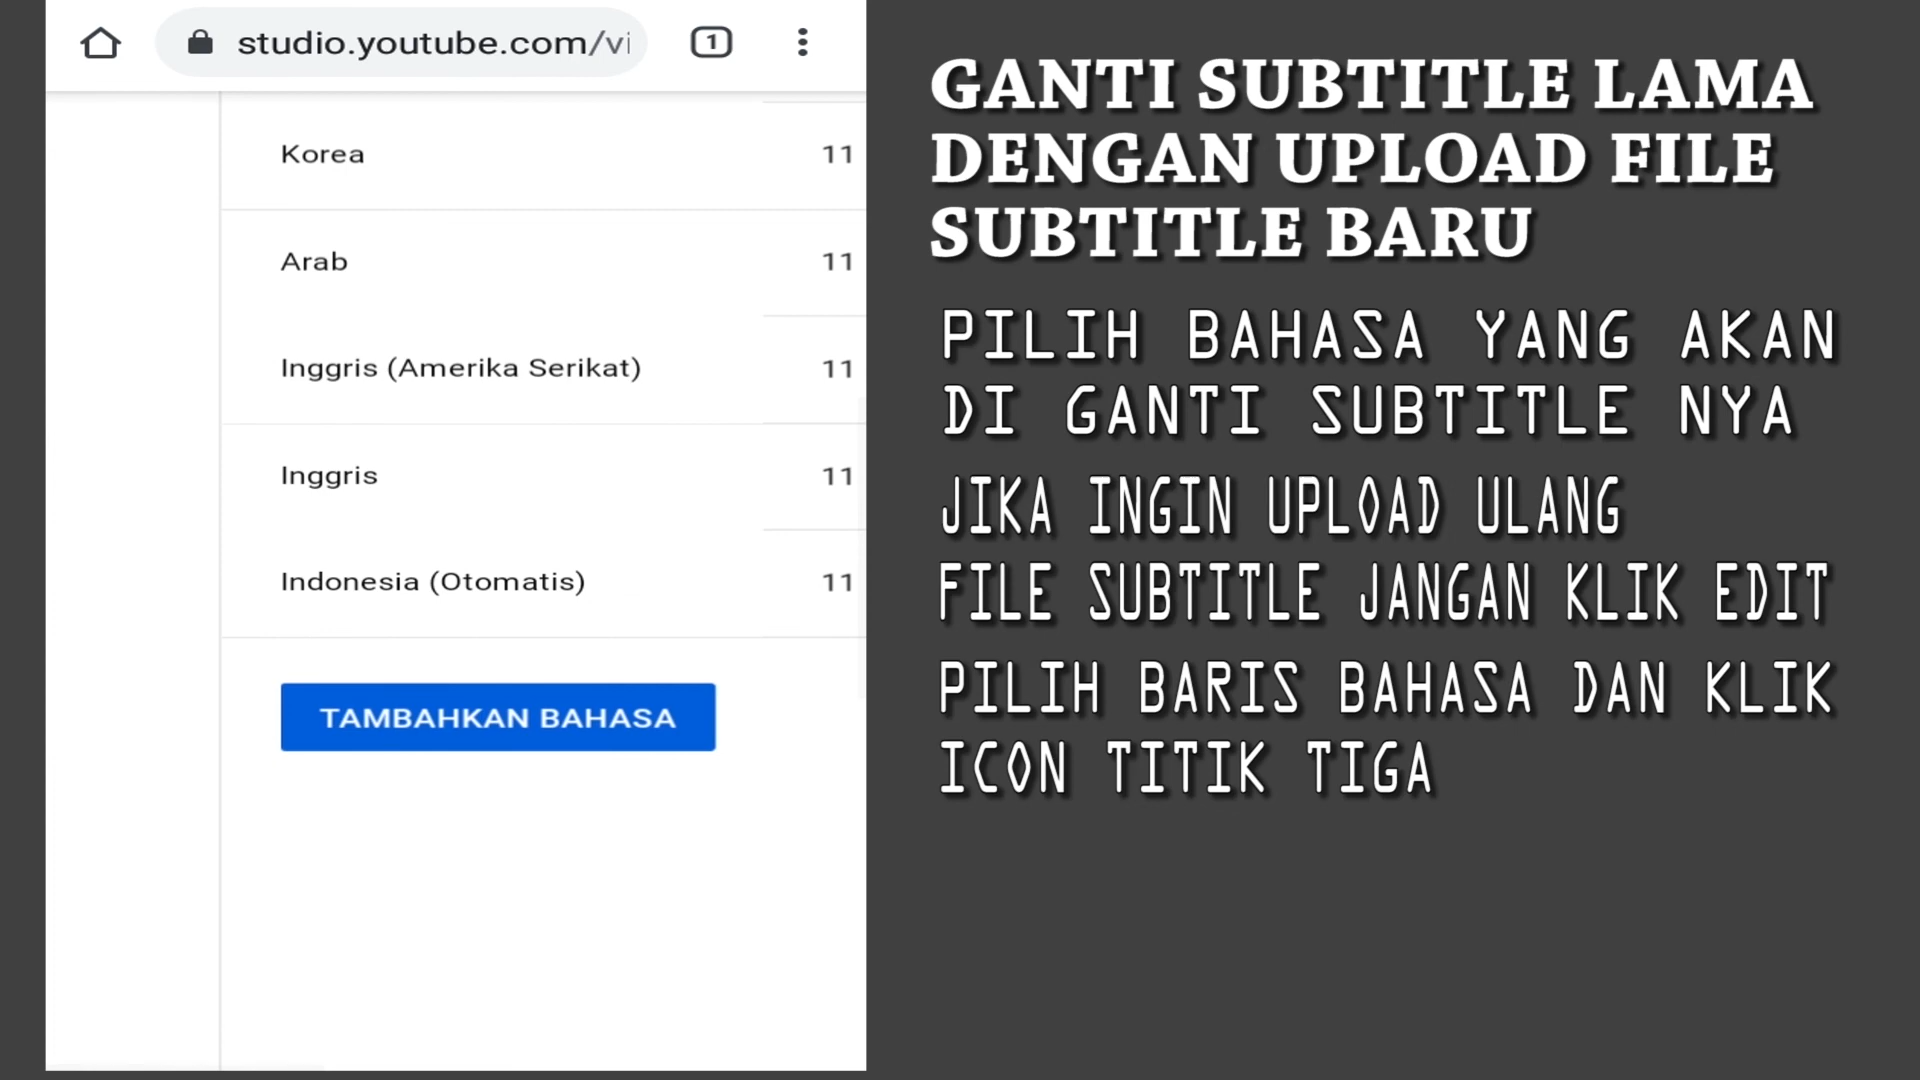 studio.youtube.com/vi
1
Korea 11
Arab 11
Inggris (Amerika Serikat) 11
Inggris 11
Indonesia (Otomatis) 11
TAMBAHKAN BAHASA
GANTI SUBTITLE LAMA
DENGAN UPLOAD FILE
SUBTITLE BARU
PILIH BAHASA YANG AKAN
DI GANTI SUBTITLE NYA
JIKA INGIN UPLOAD ULANG
FILE SUBTITLE JANGAN KLIK EDIT
PILIH BARIS BAHASA DAN KLIK
ICON TITIK TIGA